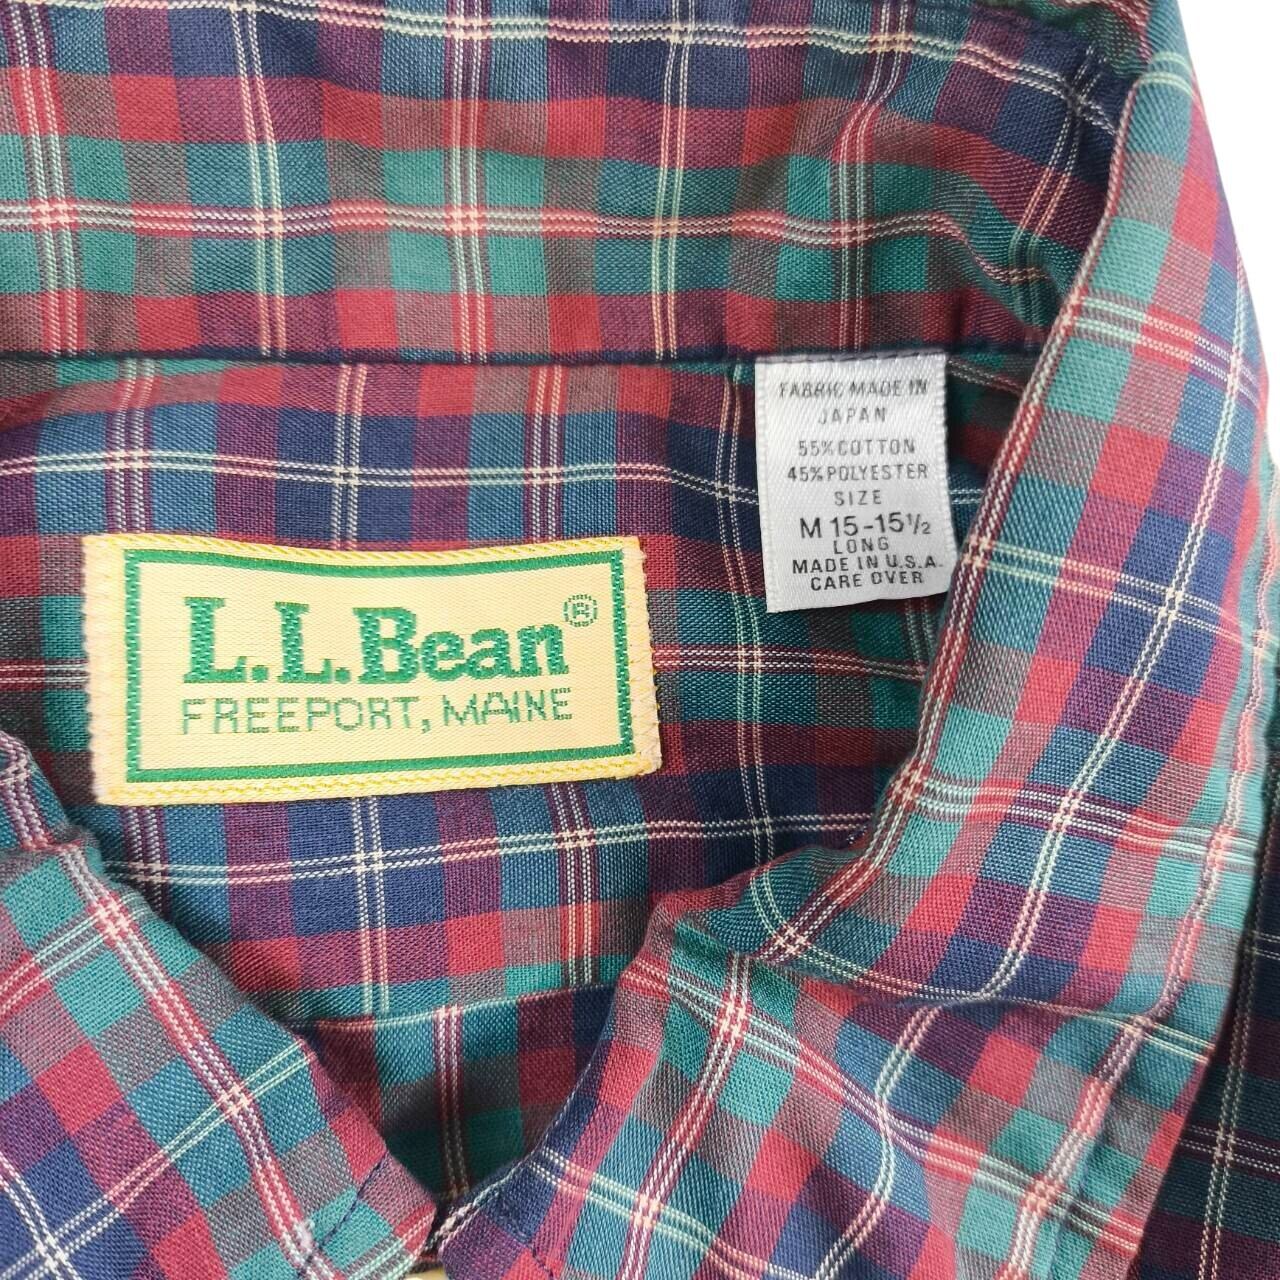 L.L.Bean®
FREEPORT, MAINE
FABRIC MADE IN
JAPAN
55% COTTON
45% POLYESTER
SIZE
M 15-15½
LONG
MADE IN U.S.A.
CARE OVER